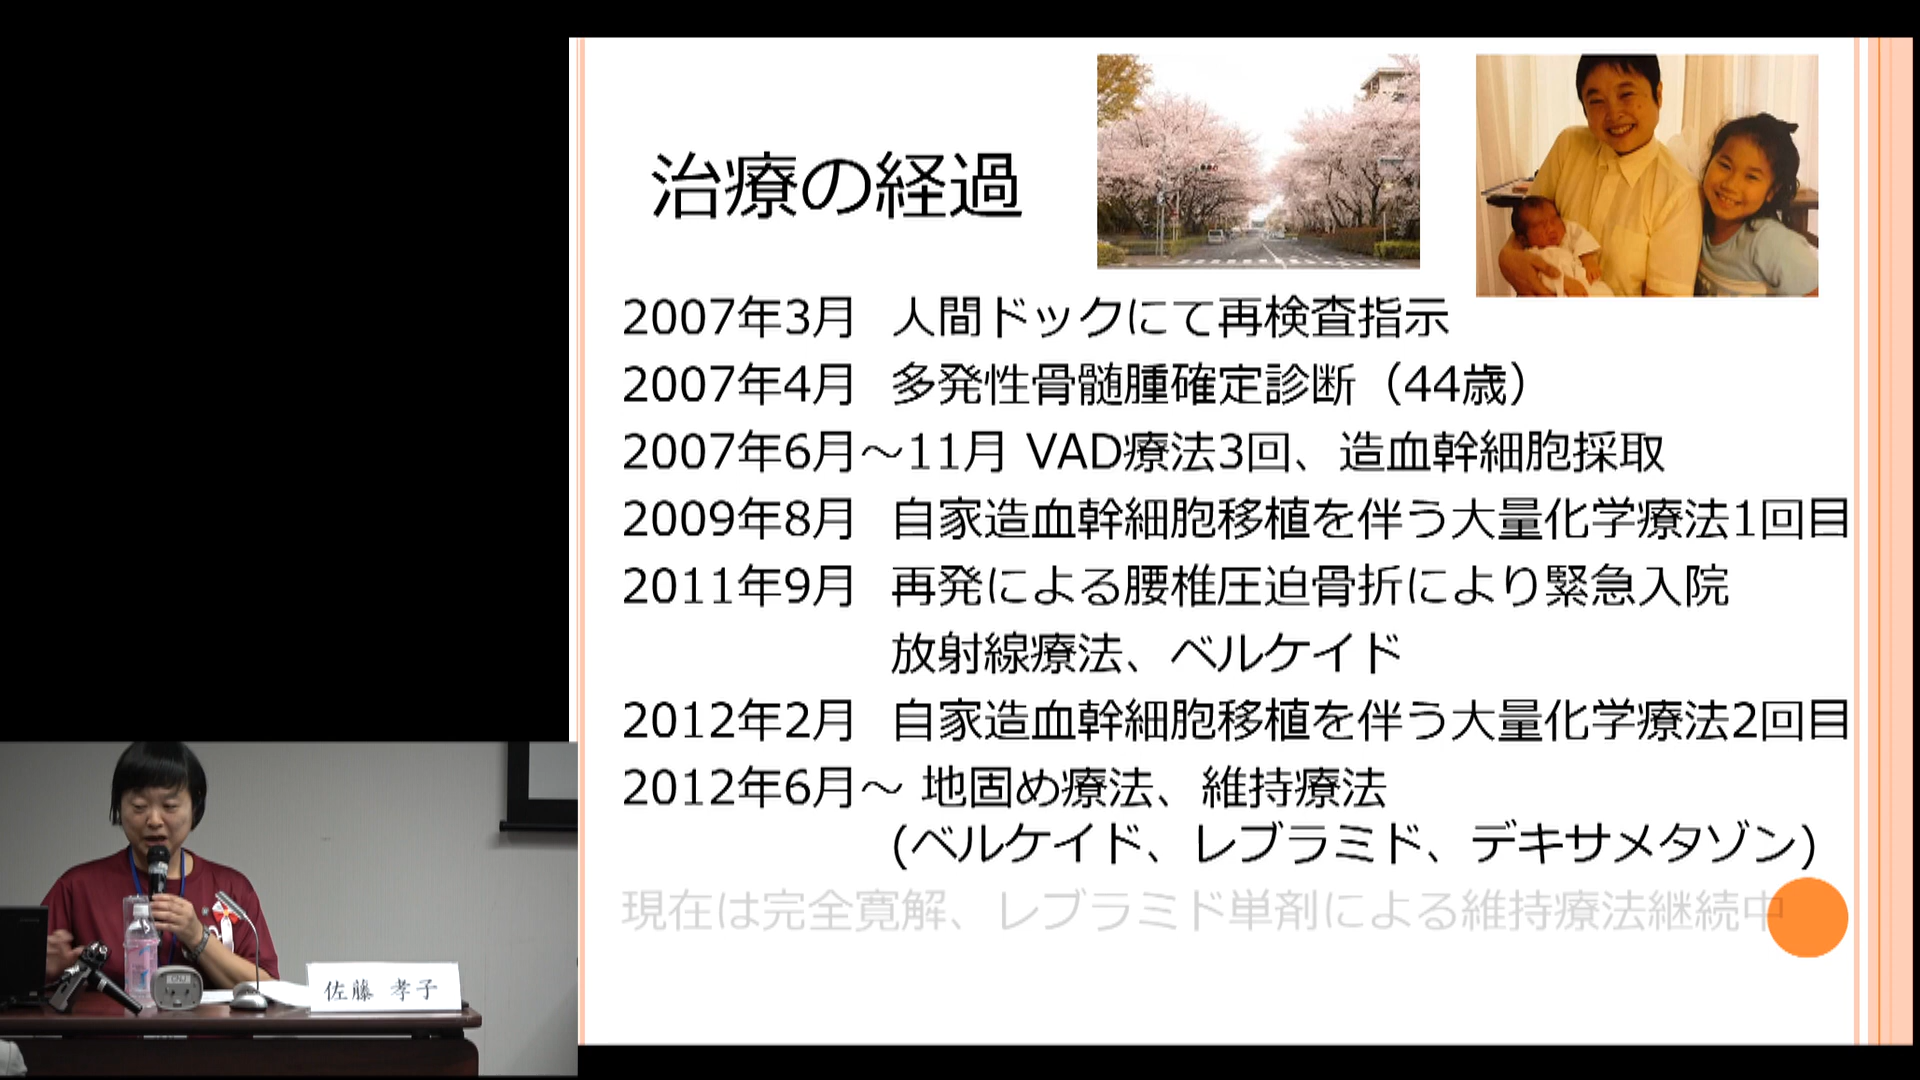 治療の経過
2007年3月 人間ドックにて再検査指示
2007年4月 多発性骨髄腫確定診断（44歳）
2007年6月～11月 VAD療法3回、造血幹細胞採取
2009年8月 自家造血幹細胞移植を伴う大量化学療法1回目
2011年9月 再発による腰椎圧迫骨折により緊急入院
放射線療法、ベルケイド
2012年2月 自家造血幹細胞移植を伴う大量化学療法2回目
2012年6月～ 地固め療法、維持療法
(ベルケイド、レブラミド、デキサメタゾン)
現在は完全寛解、レブラミド単剤による維持療法継続中
佐藤 孝子